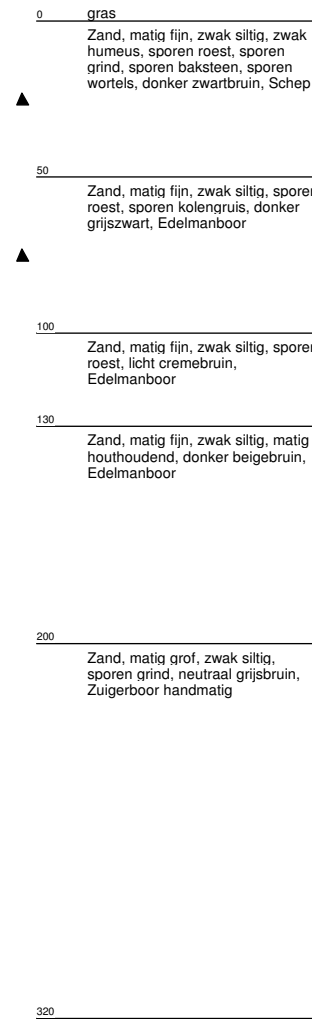 0 gras
Zand, matig fijn, zwak siltig, zwak
humeus, sporen roest, sporen
grind, sporen baksteen, sporen
wortels, donker zwartbruin, Schep
50
Zand, matig fijn, zwak siltig, sporen
roest, sporen kolengruis, donker
grijszwart, Edelmanboor
100
Zand, matig fijn, zwak siltig, sporen
roest, licht cremebruin,
Edelmanboor
130
Zand, matig fijn, zwak siltig, matig
houthoudend, donker beigebruin,
Edelmanboor
200
Zand, matig grof, zwak siltig,
sporen grind, neutraal grijsbruin,
Zuigerboor handmatig
320